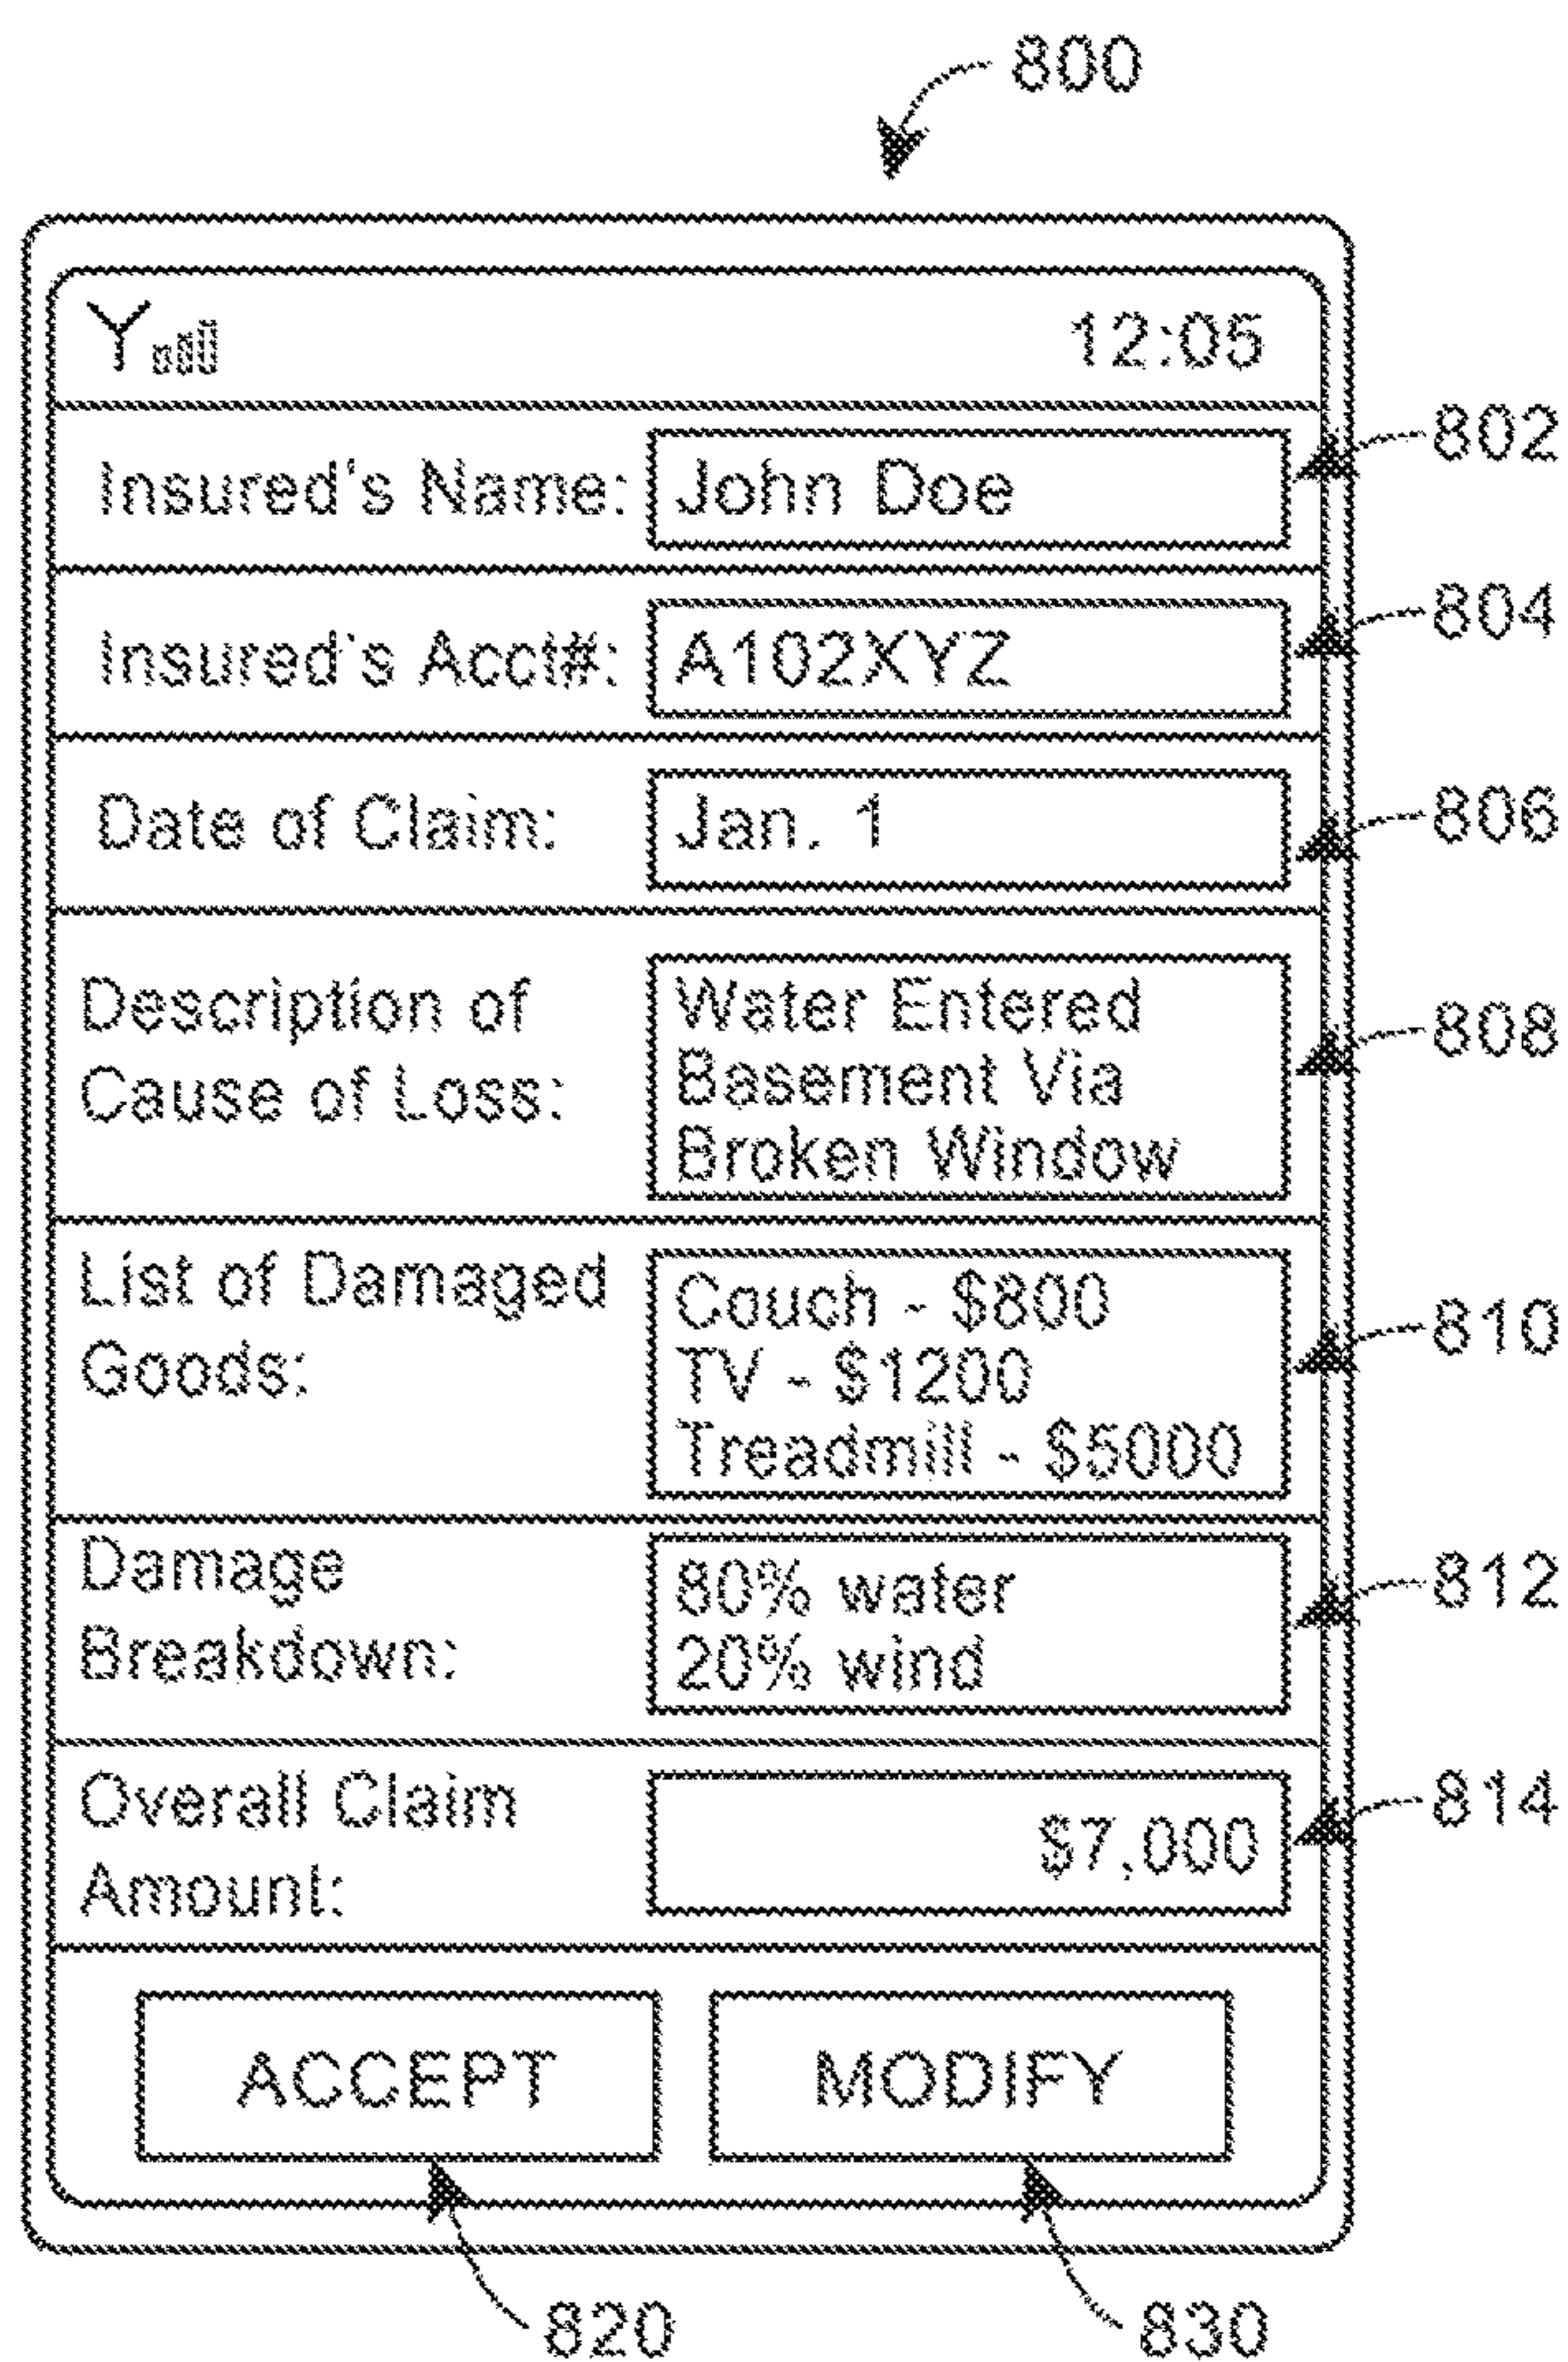 800
12:05
Insured's Name: John Doe
802
Insured's Acct#: A102XYZ
804
Date of Claim: Jan. 1
806
Description of
Cause of Loss:
Water Entered
Basement Via
Broken Window
808
List of Damaged
Goods:
Couch - $800
TV - $1200
Treadmill - $5000
810
Damage
Breakdown:
80% water
20% wind
812
Overall Claim
Amount:
$7,000
814
ACCEPT
MODIFY
820
830